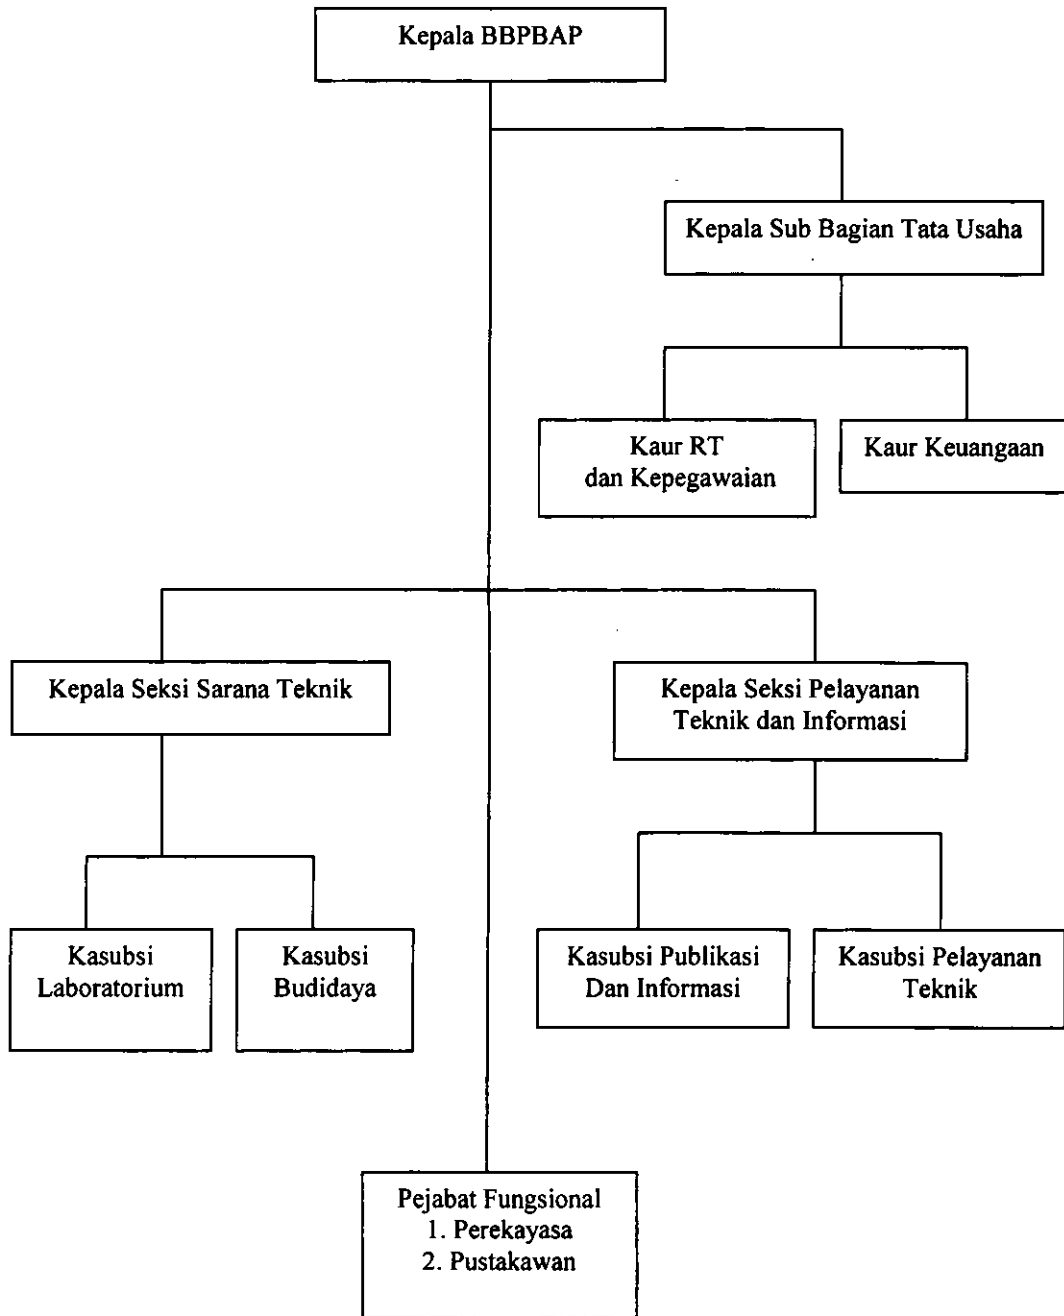 Kepala BBPBAP
Kepala Sub Bagian Tata Usaha
Kaur RT
dan Kepegawaian
Kaur Keuangaan
Kepala Seksi Sarana Teknik
Kepala Seksi Pelayanan
Teknik dan Informasi
Kasubsi
Laboratorium
Kasubsi
Budidaya
Kasubsi Publikasi
Dan Informasi
Kasubsi Pelayanan
Teknik
Pejabat Fungsional
1. Perekayasa
2. Pustakawan